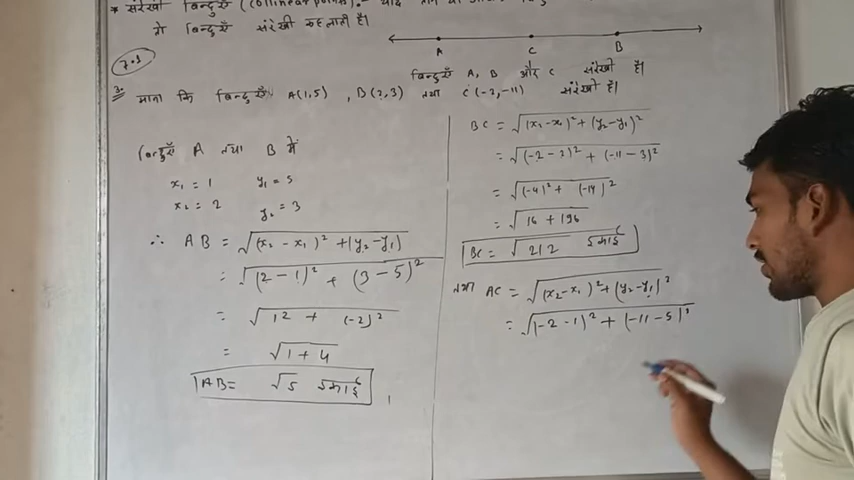 * संरेखी बिन्दुएँ (collinear points) :-
ये बिन्दुएँ संरेखी कहलाती है।
A C B
बिन्दुएँ A, B और C संरेखी है।
7.1
3. माना कि बिन्दुएँ A(1,5) , B(2,3) तथा C(-2,-11) संरेखी है।
बिन्दुएँ A तथा B में
x₁ = 1 y₁ = 5
x₂ = 2 y₂ = 3
∴ AB = √(x₂ - x₁)² + (y₂ - y₁)
= √(2 - 1)² + (3 - 5)²
= √1² + (-2)²
= √1 + 4
AB = √5 इकाई
BC = √(x₂ - x₁)² + (y₂ - y₁)²
= √(-2 - 2)² + (-11 - 3)²
= √(-4)² + (-14)²
= √16 + 196
BC = √212 इकाई
तथा AC = √(x₂ - x₁)² + (y₂ - y₁)²
= √(-2 - 1)² + (-11 - 5)²